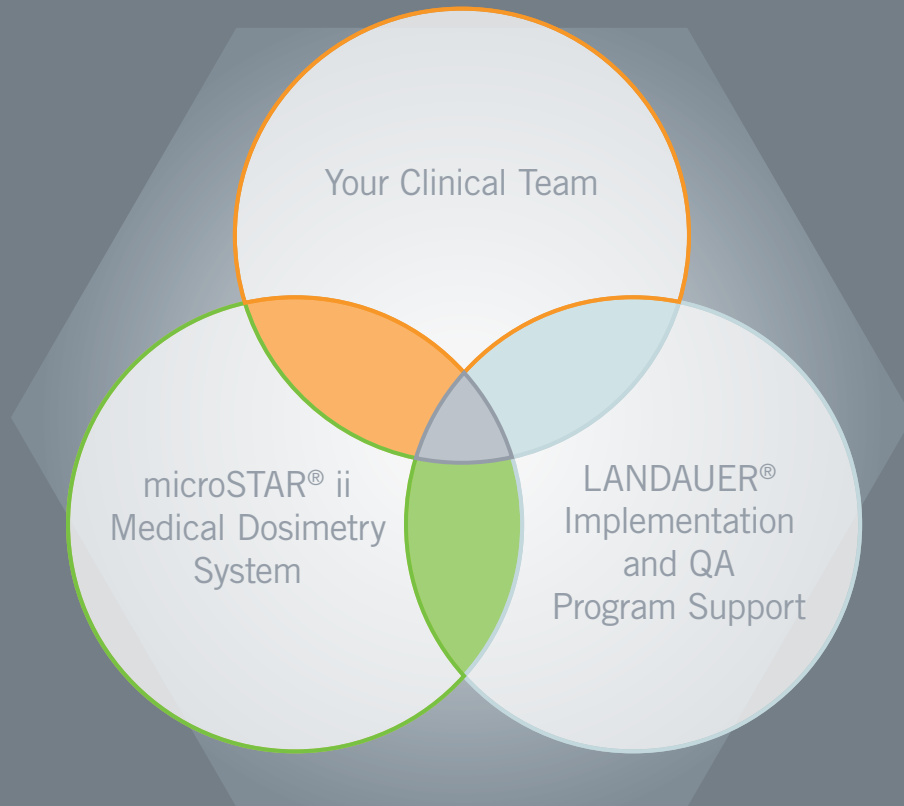 Your Clinical Team
microSTAR® ii
Medical Dosimetry
System
LANDAUER®
Implementation
and QA
Program Support